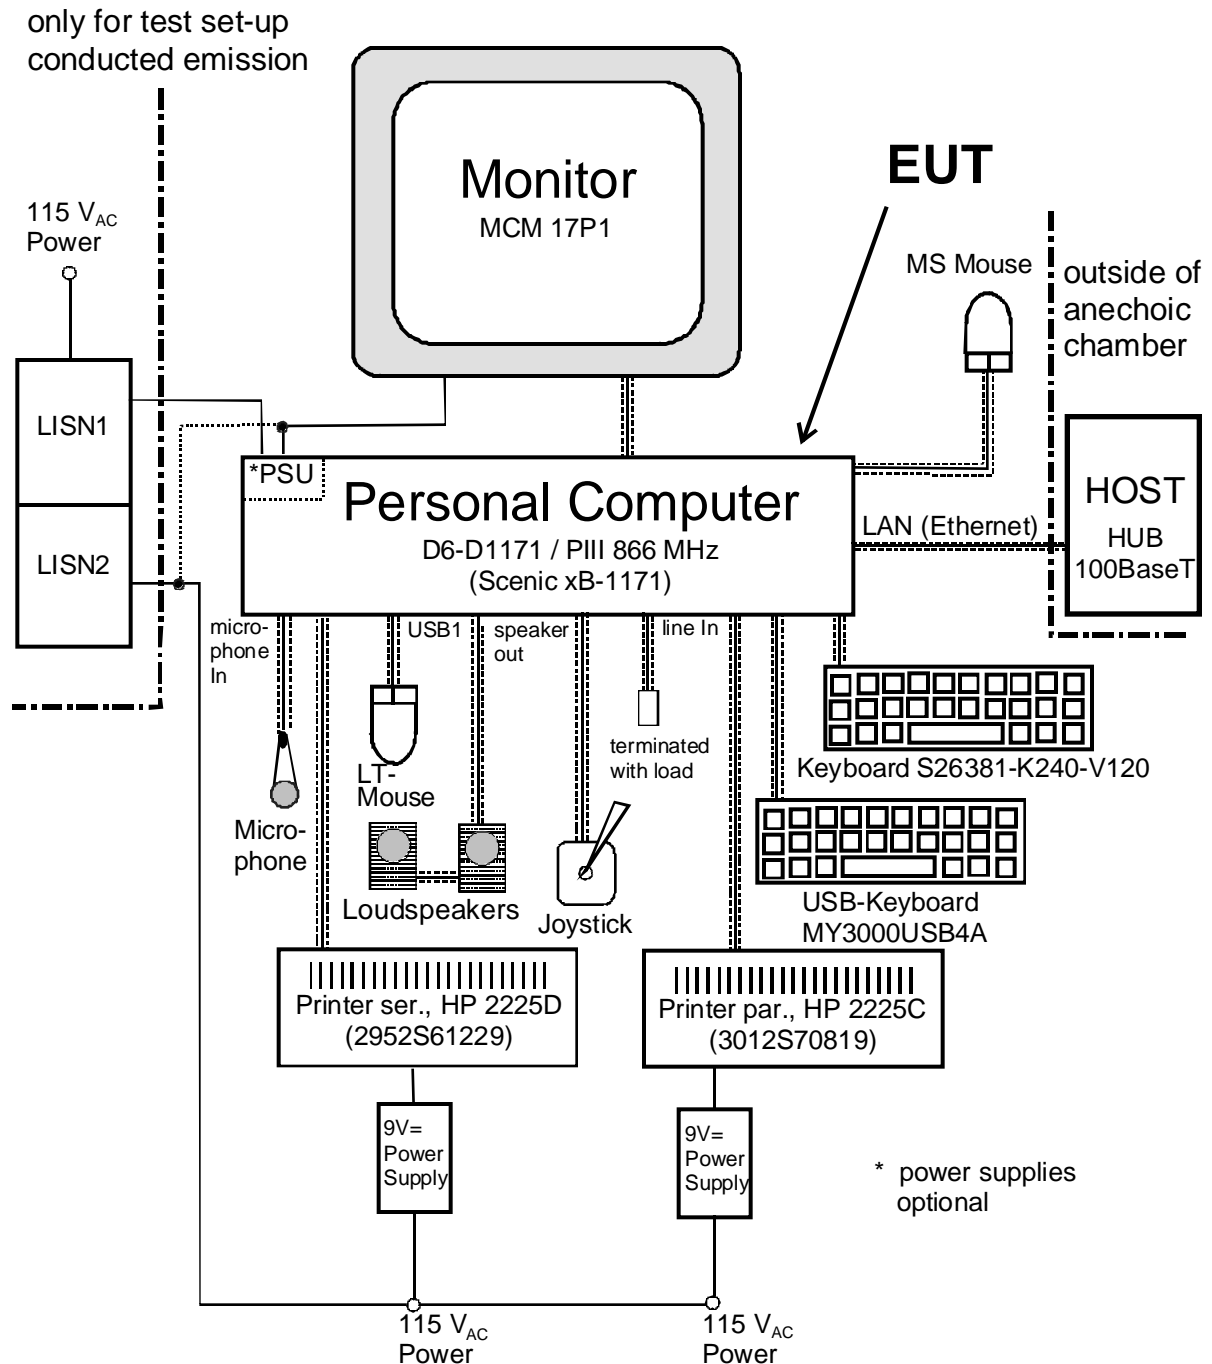 only for test set-up
conducted emission
Monitor
MCM 17P1
EUT
115 VAC
Power
MS Mouse
outside of
anechoic
chamber
LISN1
LISN2
*PSU
Personal Computer
D6-D1171 / PIII 866 MHz
(Scenic xB-1171)
LAN (Ethernet)
HOST
HUB
100BaseT
micro-
phone
In
USB1
speaker
out
line In
terminated
with load
Keyboard S26381-K240-V120
LT-
Mouse
Micro-
phone
Loudspeakers
Joystick
USB-Keyboard
MY3000USB4A
Printer ser., HP 2225D
(2952S61229)
Printer par., HP 2225C
(3012S70819)
9V=
Power
Supply
9V=
Power
Supply
* power supplies
optional
115 VAC
Power
115 VAC
Power